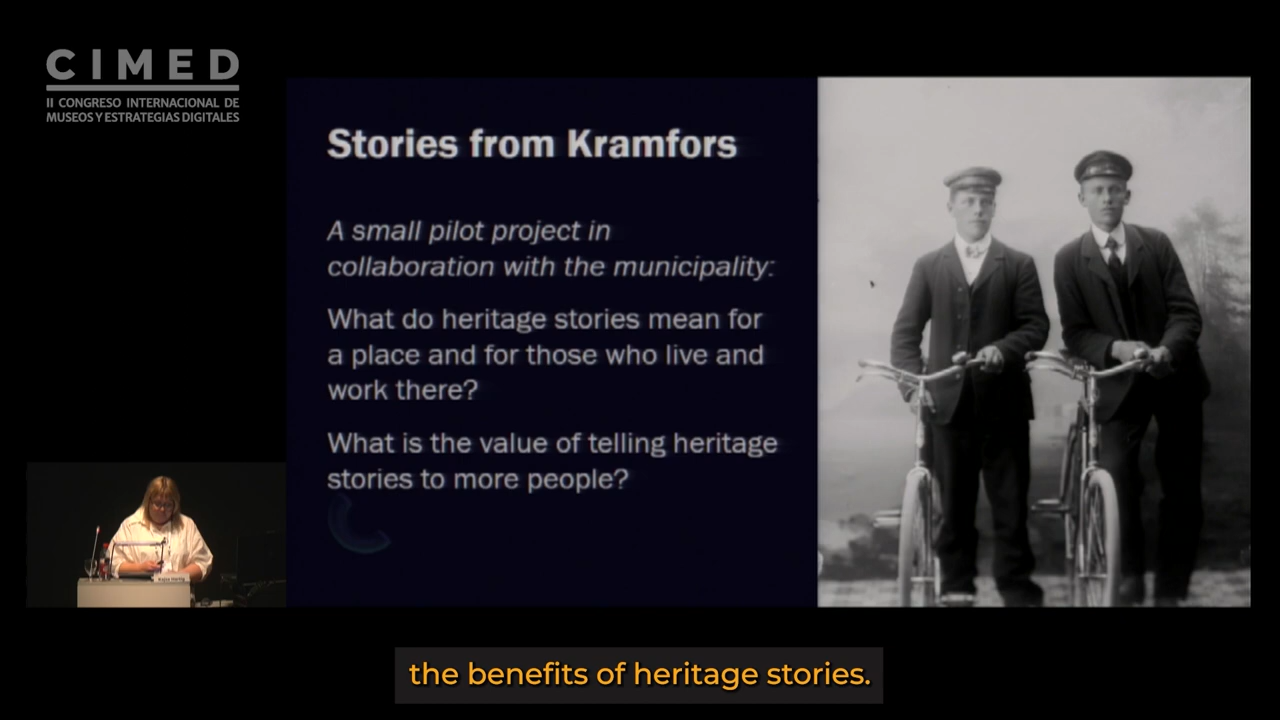 CIMED
II CONGRESO INTERNACIONAL DE
MUSEOS Y ESTRATEGIAS DIGITALES
Stories from Kramfors
A small pilot project in
collaboration with the municipality:
What do heritage stories mean for
a place and for those who live and
work there?
What is the value of telling heritage
stories to more people?
the benefits of heritage stories.